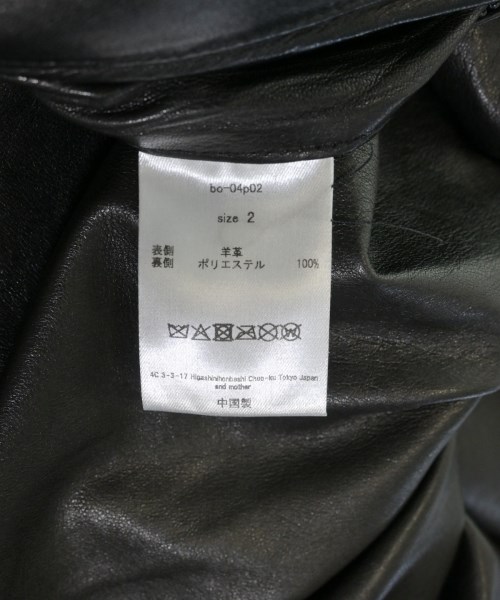 bo-04p02
size 2
表側 羊革
裏側 ポリエステル 100%
4C 3-3-17 Higashinihonbashi Chuo-ku Tokyo Japan
and mother
中国製